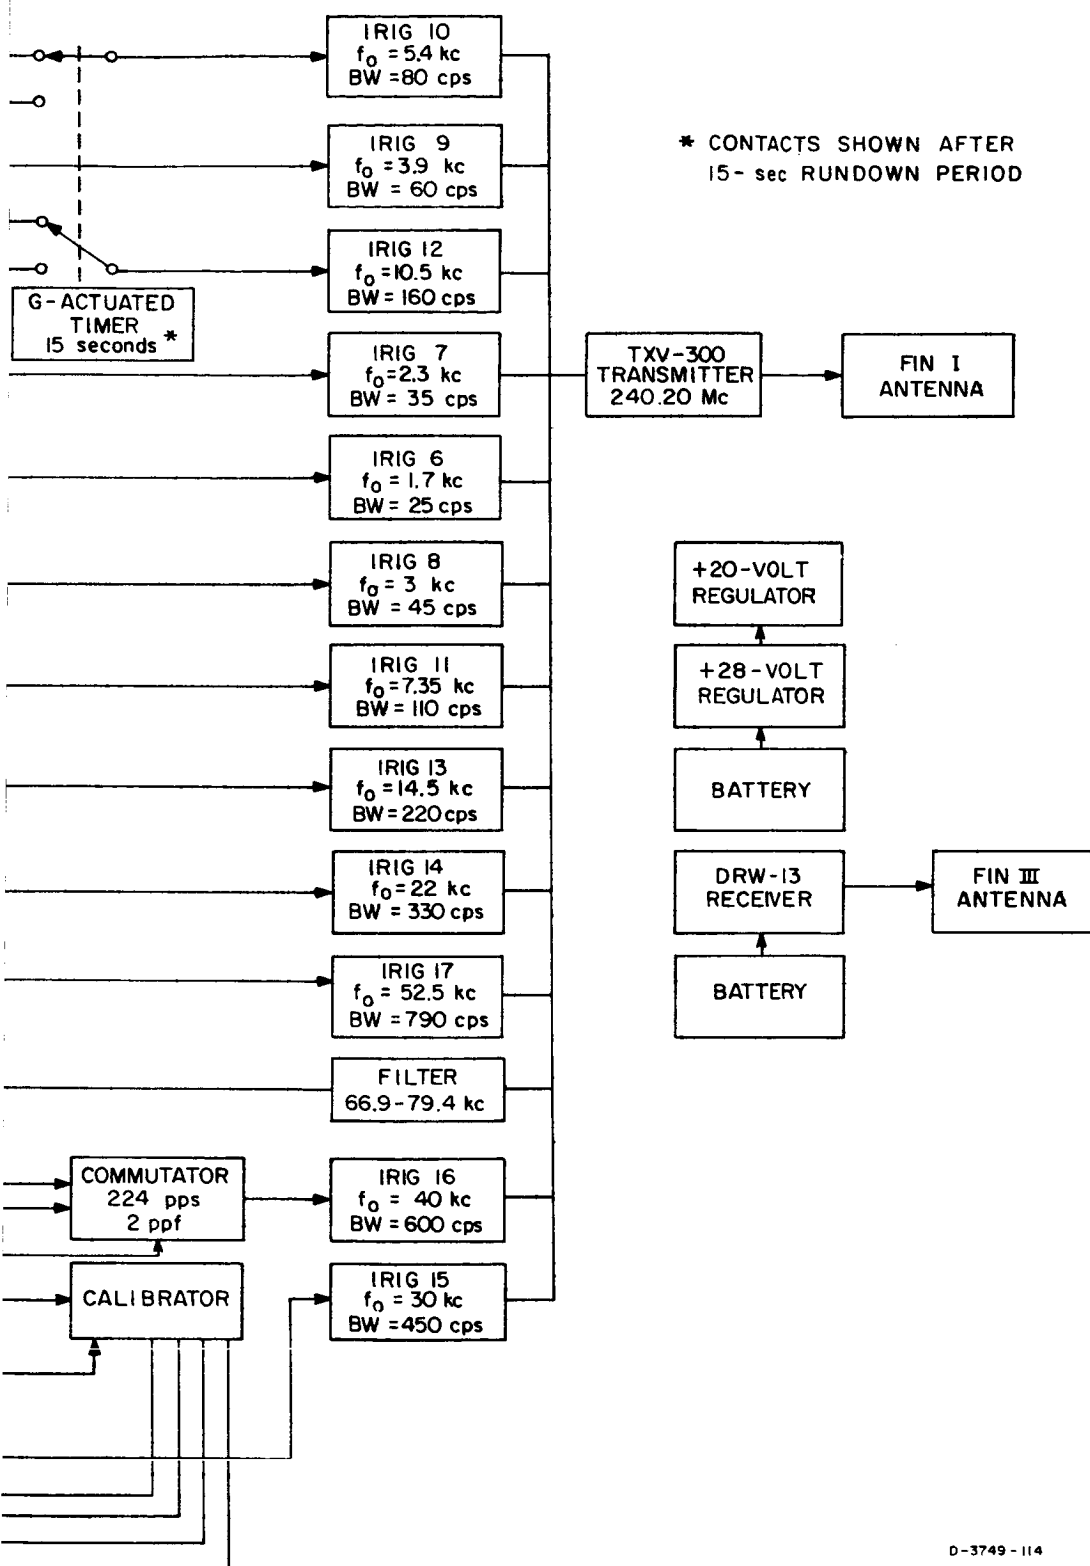 IRIG 10
f₀ = 5.4 kc
BW = 80 cps
* CONTACTS SHOWN AFTER
15- sec RUNDOWN PERIOD
IRIG 9
f₀ = 3.9 kc
BW = 60 cps
IRIG 12
f₀ = 10.5 kc
BW = 160 cps
G-ACTUATED
TIMER
15 seconds *
IRIG 7
f₀ = 2.3 kc
BW = 35 cps
TXV-300
TRANSMITTER
240.20 Mc
FIN I
ANTENNA
IRIG 6
f₀ = 1.7 kc
BW = 25 cps
IRIG 8
f₀ = 3 kc
BW = 45 cps
+20-VOLT
REGULATOR
IRIG 11
f₀ = 7.35 kc
BW = 110 cps
+28-VOLT
REGULATOR
IRIG 13
f₀ = 14.5 kc
BW = 220 cps
BATTERY
IRIG 14
f₀ = 22 kc
BW = 330 cps
DRW-13
RECEIVER
FIN III
ANTENNA
IRIG 17
f₀ = 52.5 kc
BW = 790 cps
BATTERY
FILTER
66.9-79.4 kc
COMMUTATOR
224 pps
2 ppf
IRIG 16
f₀ = 40 kc
BW = 600 cps
CALIBRATOR
IRIG 15
f₀ = 30 kc
BW = 450 cps
D-3749-114